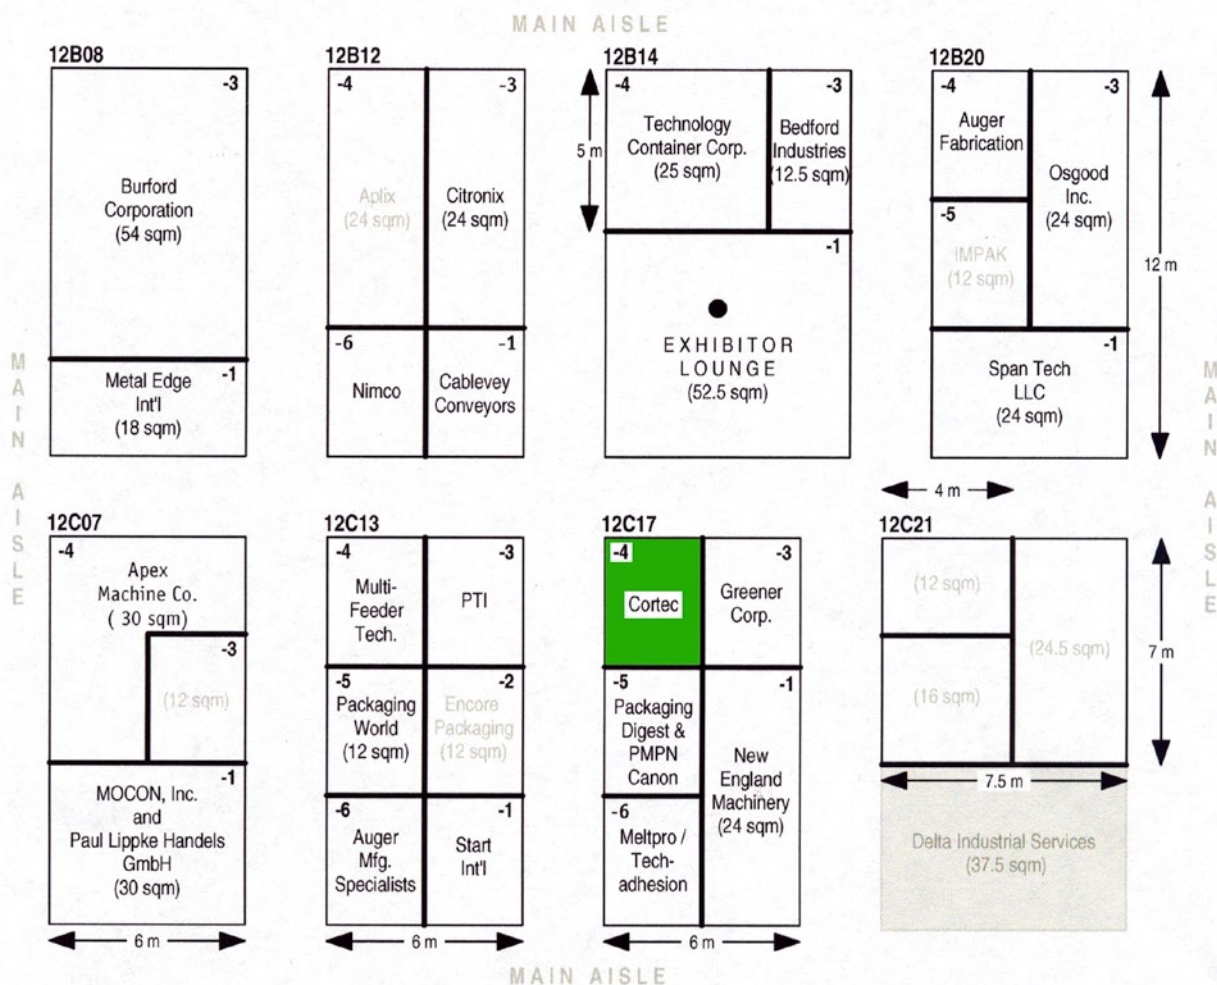 MAIN AISLE
12B08
-3
Burford
Corporation
(54 sqm)
-1
Metal Edge
Int'l
(18 sqm)
12B12
-4
Aplix
(24 sqm)
-3
Citronix
(24 sqm)
-6
Nimco
-1
Cablevey
Conveyors
12B14
-4
Technology
Container Corp.
(25 sqm)
-3
Bedford
Industries
(12.5 sqm)
5 m
-1
EXHIBITOR
LOUNGE
(52.5 sqm)
12B20
-4
Auger
Fabrication
-3
Osgood
Inc.
(24 sqm)
-5
IMPAK
(12 sqm)
-1
Span Tech
LLC
(24 sqm)
12 m
4 m
MAIN AISLE
MAIN AISLE
12C07
-4
Apex
Machine Co.
( 30 sqm)
-3
(12 sqm)
-1
MOCON, Inc.
and
Paul Lippke Handels
GmbH
(30 sqm)
6 m
12C13
-4
Multi-
Feeder
Tech.
-3
PTI
-5
Packaging
World
(12 sqm)
-2
Encore
Packaging
(12 sqm)
-6
Auger
Mfg.
Specialists
-1
Start
Int'l
6 m
12C17
-4
Cortec
-3
Greener
Corp.
-5
Packaging
Digest &
PMPN
Canon
-1
New
England
Machinery
(24 sqm)
-6
Meltpro /
Tech-
adhesion
6 m
12C21
(12 sqm)
(24.5 sqm)
(16 sqm)
7 m
7.5 m
Delta Industrial Services
(37.5 sqm)
MAIN AISLE